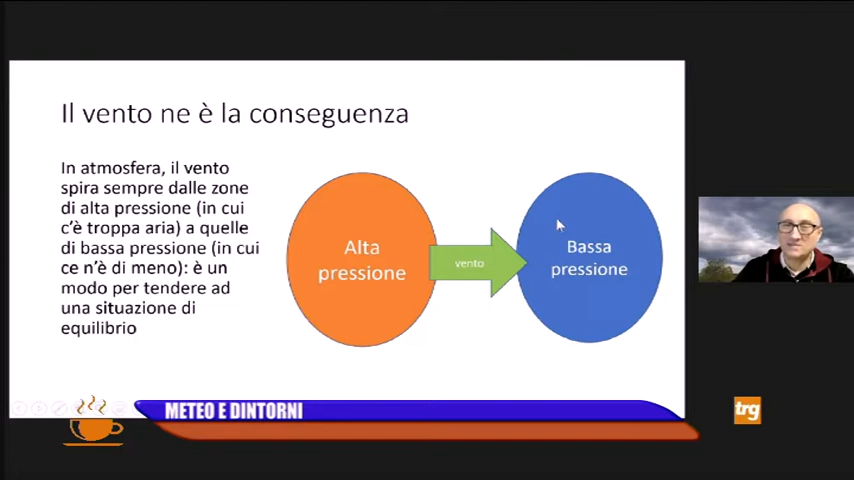 Il vento ne è la conseguenza
In atmosfera, il vento
spira sempre dalle zone
di alta pressione (in cui
c'è troppa aria) a quelle
di bassa pressione (in cui
ce n'è di meno): è un
modo per tendere ad
una situazione di
equilibrio
Alta
pressione
vento
Bassa
pressione
METEO E DINTORNI
trg